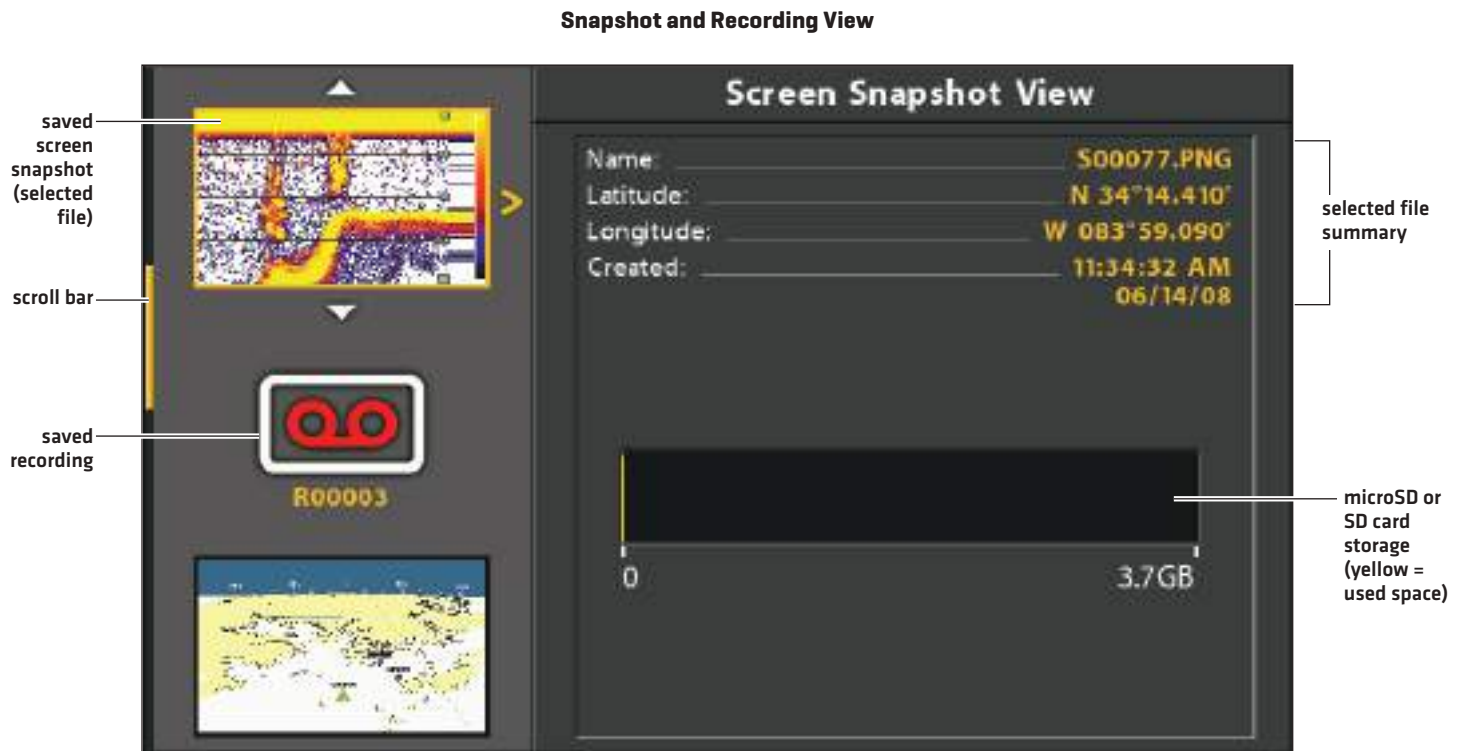 Snapshot and Recording View
saved
screen
snapshot
(selected
file)
scroll bar
saved
recording
R00003
Screen Snapshot View
Name: S00077.PNG
Latitude: N 34°14.410'
Longitude: W 083°59.090'
Created: 11:34:32 AM
06/14/08
0 3.7GB
selected file
summary
microSD or
SD card
storage
(yellow =
used space)